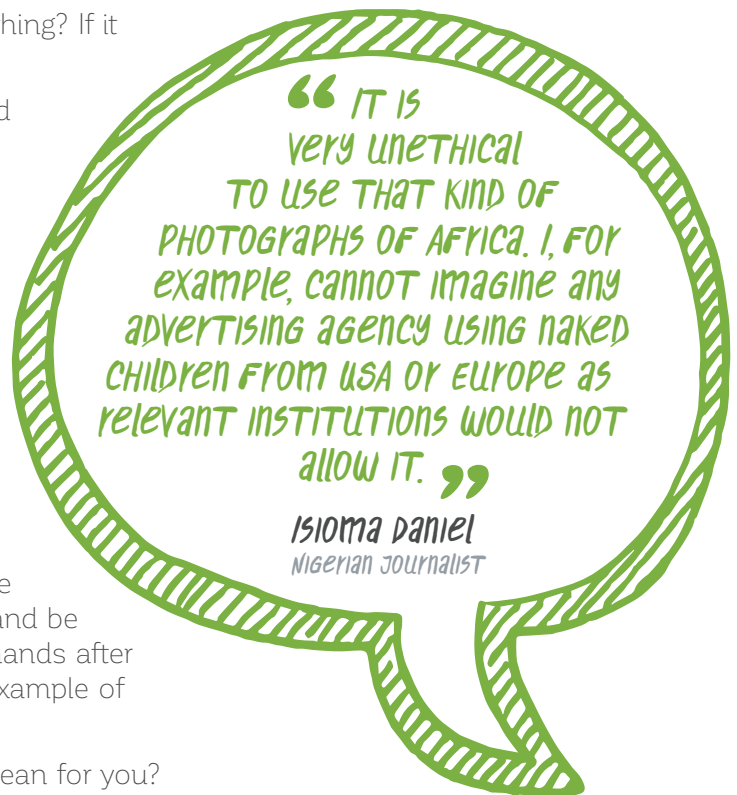 hing? If it
d
“ It is
very unethical
to use that kind of
photographs of Africa. I, for
example, cannot imagine any
advertising agency using naked
children from USA or Europe as
relevant institutions would not
allow it. ”
Isioma Daniel
Nigerian journalist
e
and be
ands after
xample of
ean for you?